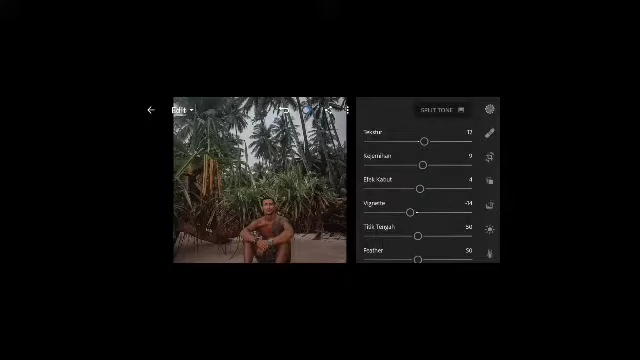 Edit
SPLIT TONE
Tekstur 12
Kejernihan 9
Efek Kabut 4
Vignette -14
Titik Tengah 50
Feather 50